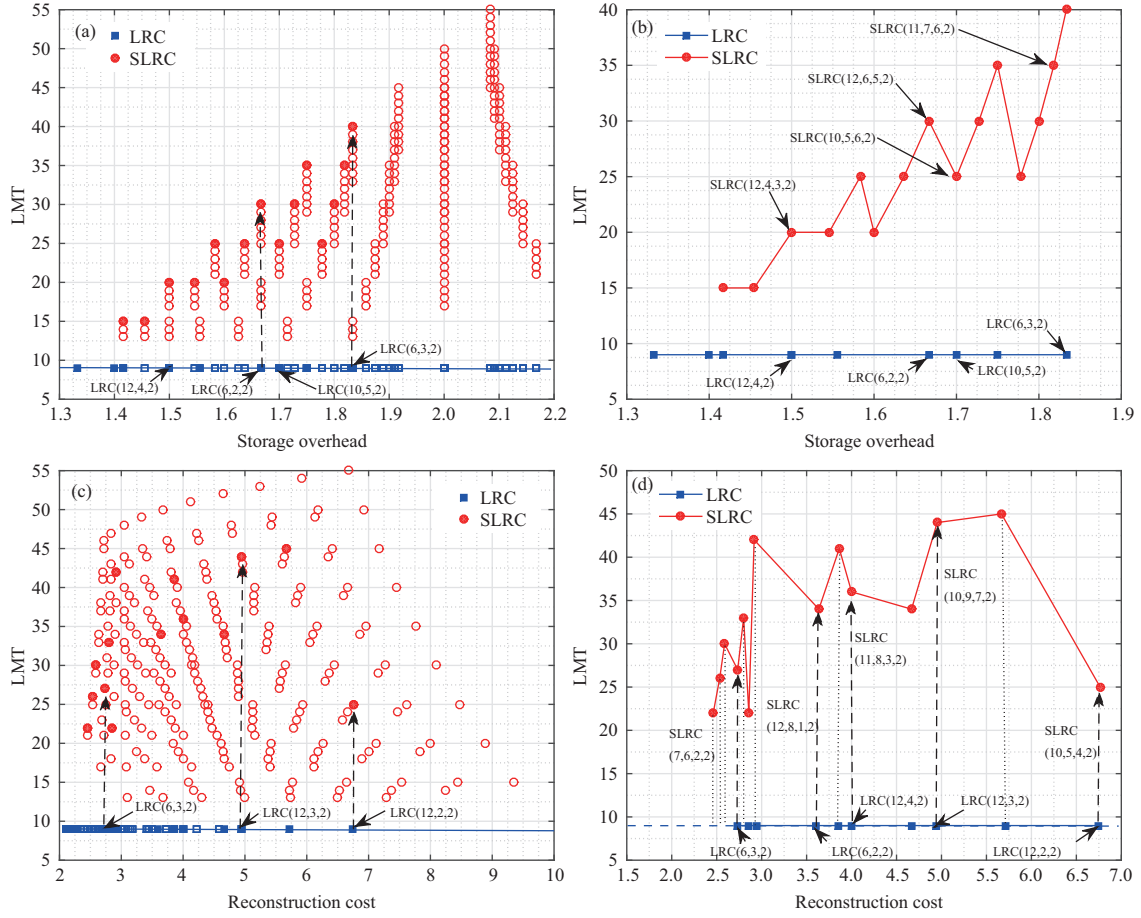 55
50
45
40
35
30
25
20
15
10
5
LMT
(a)
LRC
SLRC
LRC(6,3,2)
LRC(12,4,2)
LRC(6,2,2)
LRC(10,5,2)
1.3 1.4 1.5 1.6 1.7 1.8 1.9 2.0 2.1 2.2
Storage overhead
40
35
30
25
20
15
10
5
LMT
(b)
LRC
SLRC
SLRC(11,7,6,2)
SLRC(12,6,5,2)
SLRC(10,5,6,2)
SLRC(12,4,3,2)
LRC(6,3,2)
LRC(12,4,2)
LRC(6,2,2)
LRC(10,5,2)
1.3 1.4 1.5 1.6 1.7 1.8 1.9
Storage overhead
55
50
45
40
35
30
25
20
15
10
5
LMT
(c)
LRC
SLRC
LRC(6,3,2)
LRC(12,3,2)
LRC(12,2,2)
2 3 4 5 6 7 8 9 10
Reconstruction cost
50
45
40
35
30
25
20
15
10
5
LMT
(d)
LRC
SLRC
SLRC
(10,9,7,2)
SLRC
(11,8,3,2)
SLRC
(12,8,1,2)
SLRC
(7,6,2,2)
SLRC
(10,5,4,2)
LRC(12,4,2)
LRC(12,3,2)
LRC(6,3,2)
LRC(6,2,2)
LRC(12,2,2)
1.5 2.0 2.5 3.0 3.5 4.0 4.5 5.0 5.5 6.0 6.5 7.0
Reconstruction cost